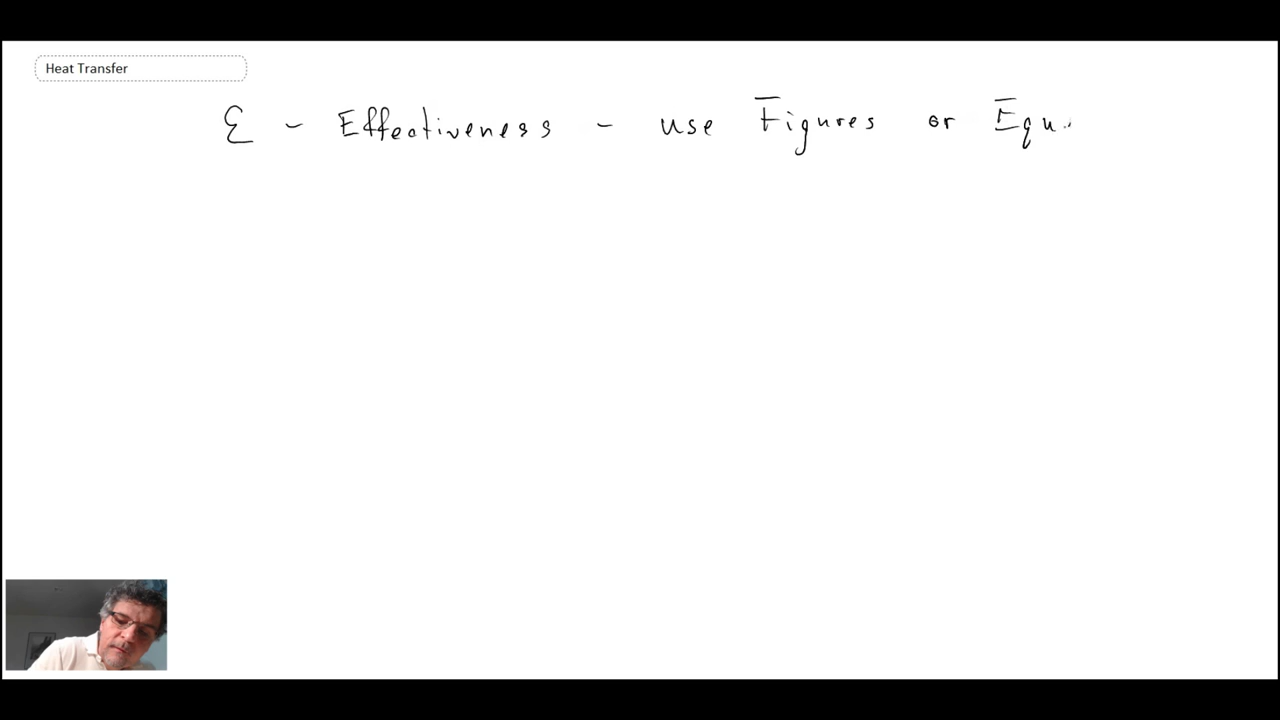 Heat Transfer
ε - Effectiveness - use Figures or Equ.